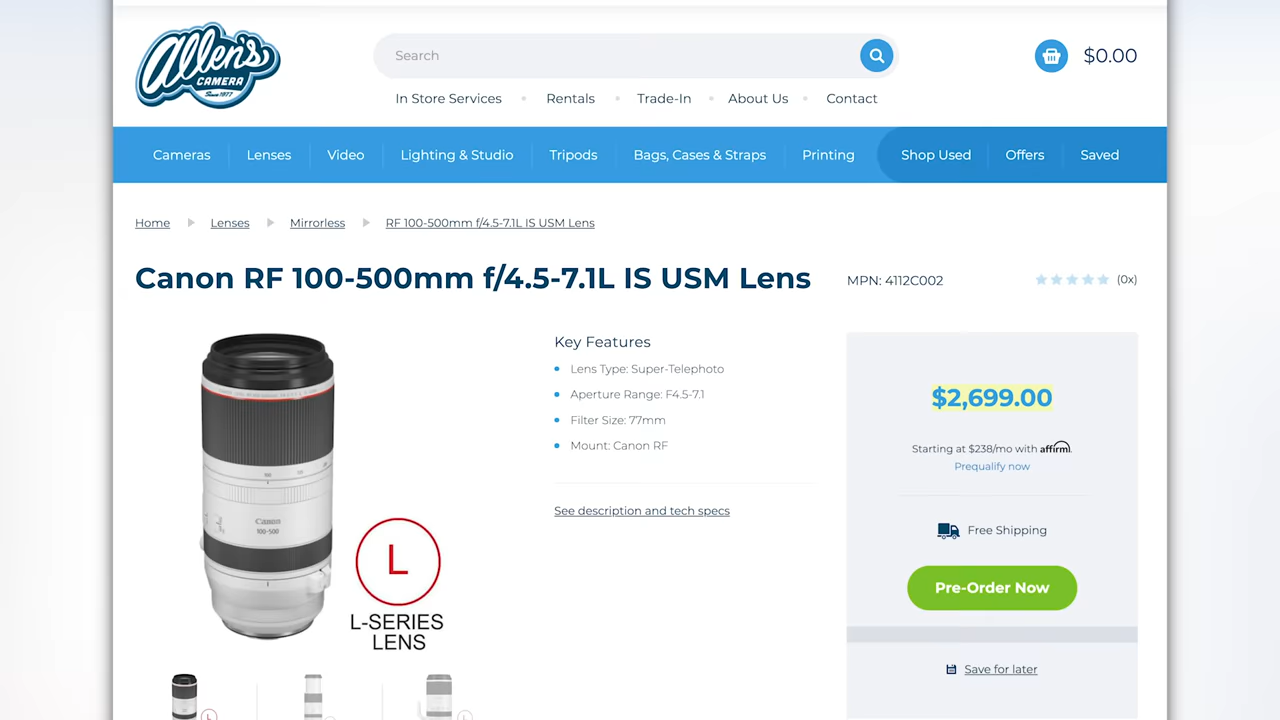 Allen's
CAMERA
Since 1977
Search
$0.00
In Store Services
Rentals
Trade-In
About Us
Contact
Cameras
Lenses
Video
Lighting & Studio
Tripods
Bags, Cases & Straps
Printing
Shop Used
Offers
Saved
Home
Lenses
Mirrorless
RF 100-500mm f/4.5-7.1L IS USM Lens
Canon RF 100-500mm f/4.5-7.1L IS USM Lens
MPN: 4112C002
(0x)
Key Features
Lens Type: Super-Telephoto
Aperture Range: F4.5-7.1
Filter Size: 77mm
Mount: Canon RF
See description and tech specs
$2,699.00
Starting at $238/mo with affirm.
Prequalify now
Free Shipping
Pre-Order Now
Save for later
Canon
100-500
L
L-SERIES
LENS